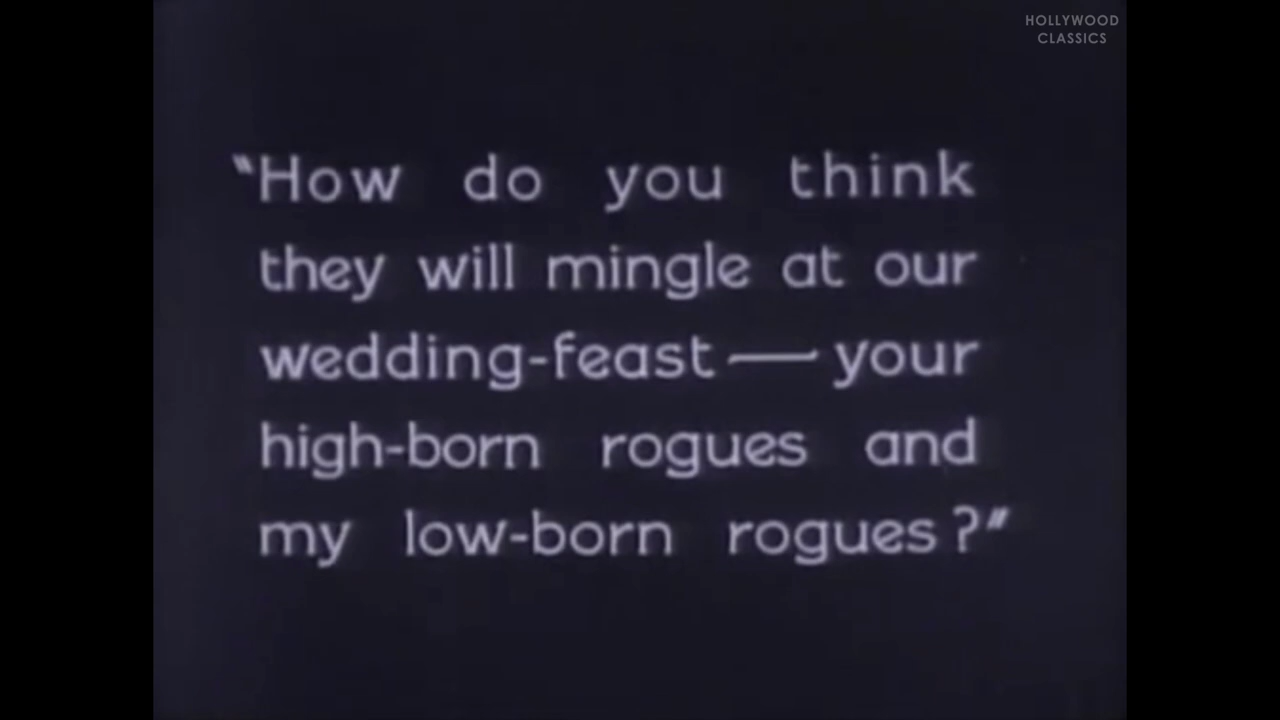 HOLLYWOOD
CLASSICS
"How do you think
they will mingle at our
wedding-feast — your
high-born rogues and
my low-born rogues?"